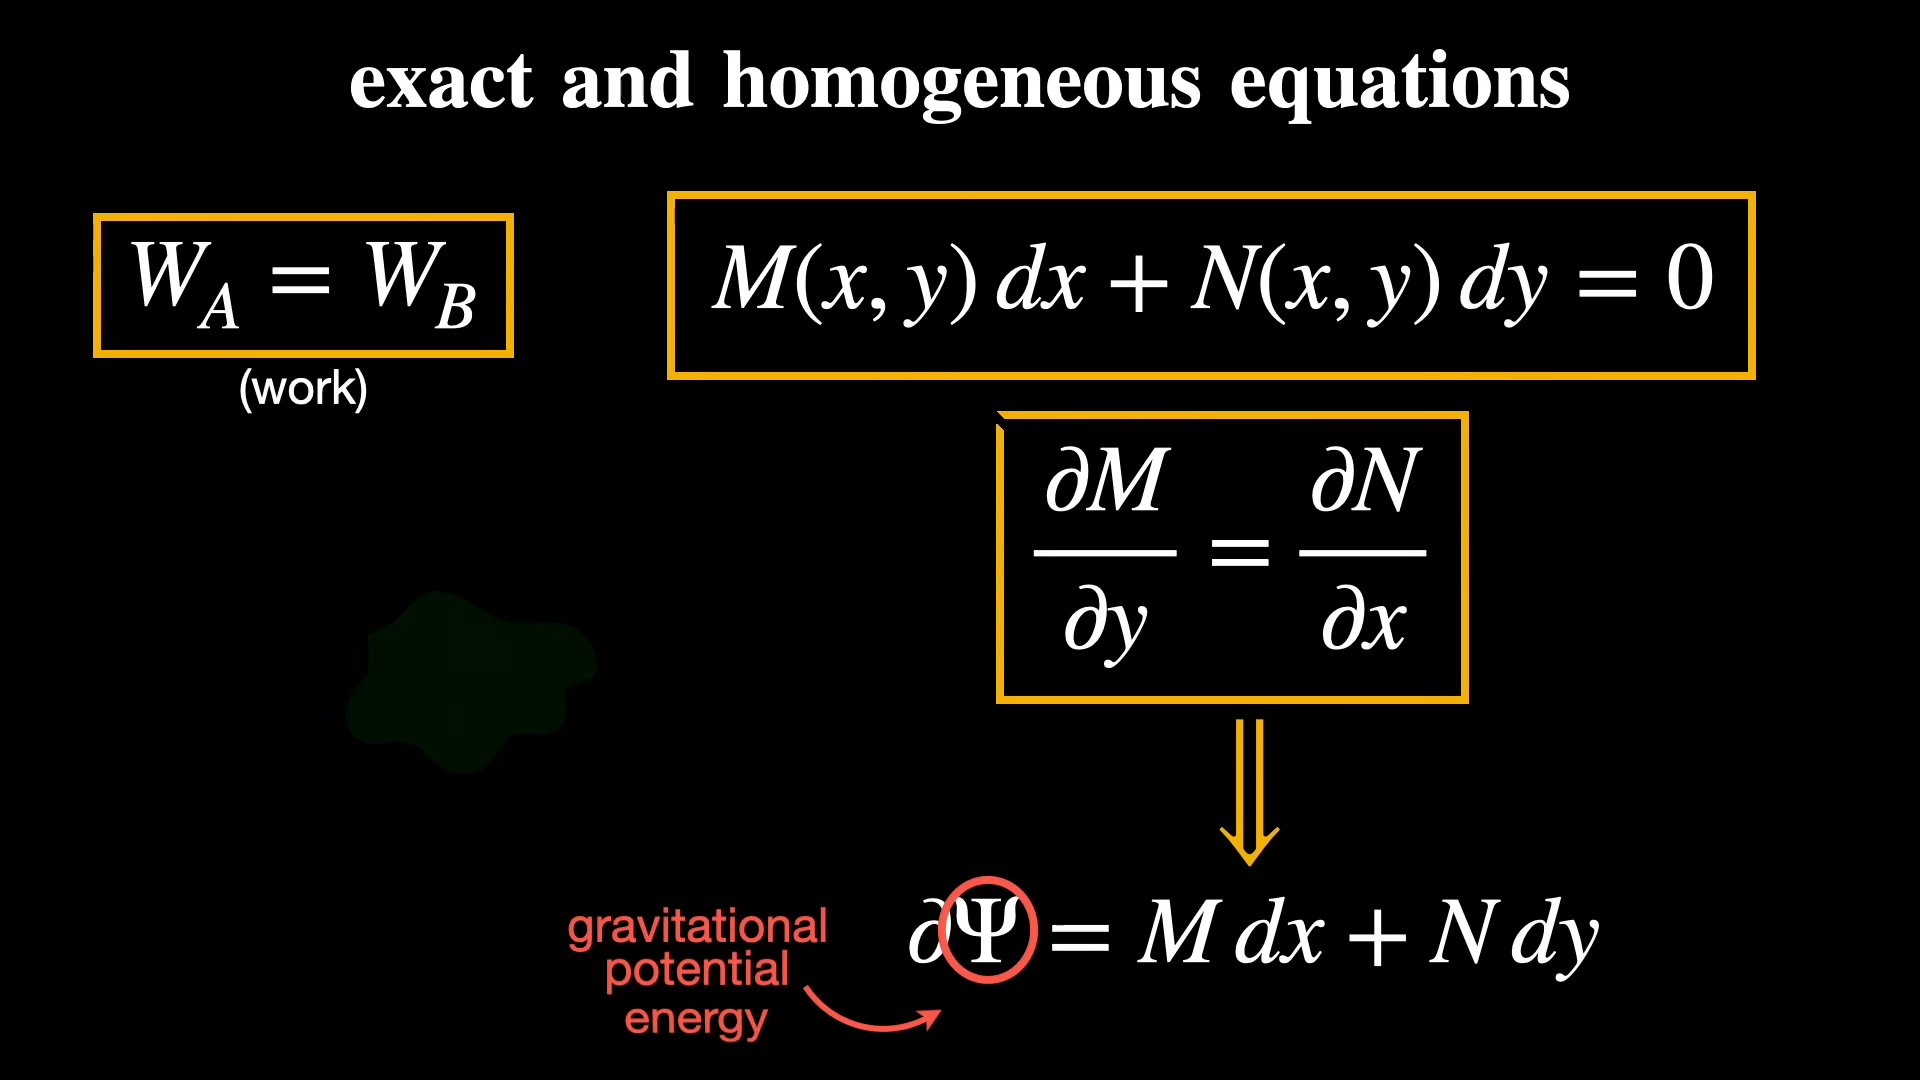 exact and homogeneous equations
W_A = W_B
(work)
M(x, y) dx + N(x, y) dy = 0
∂M/∂y = ∂N/∂x
∂Ψ = M dx + N dy
gravitational
potential
energy